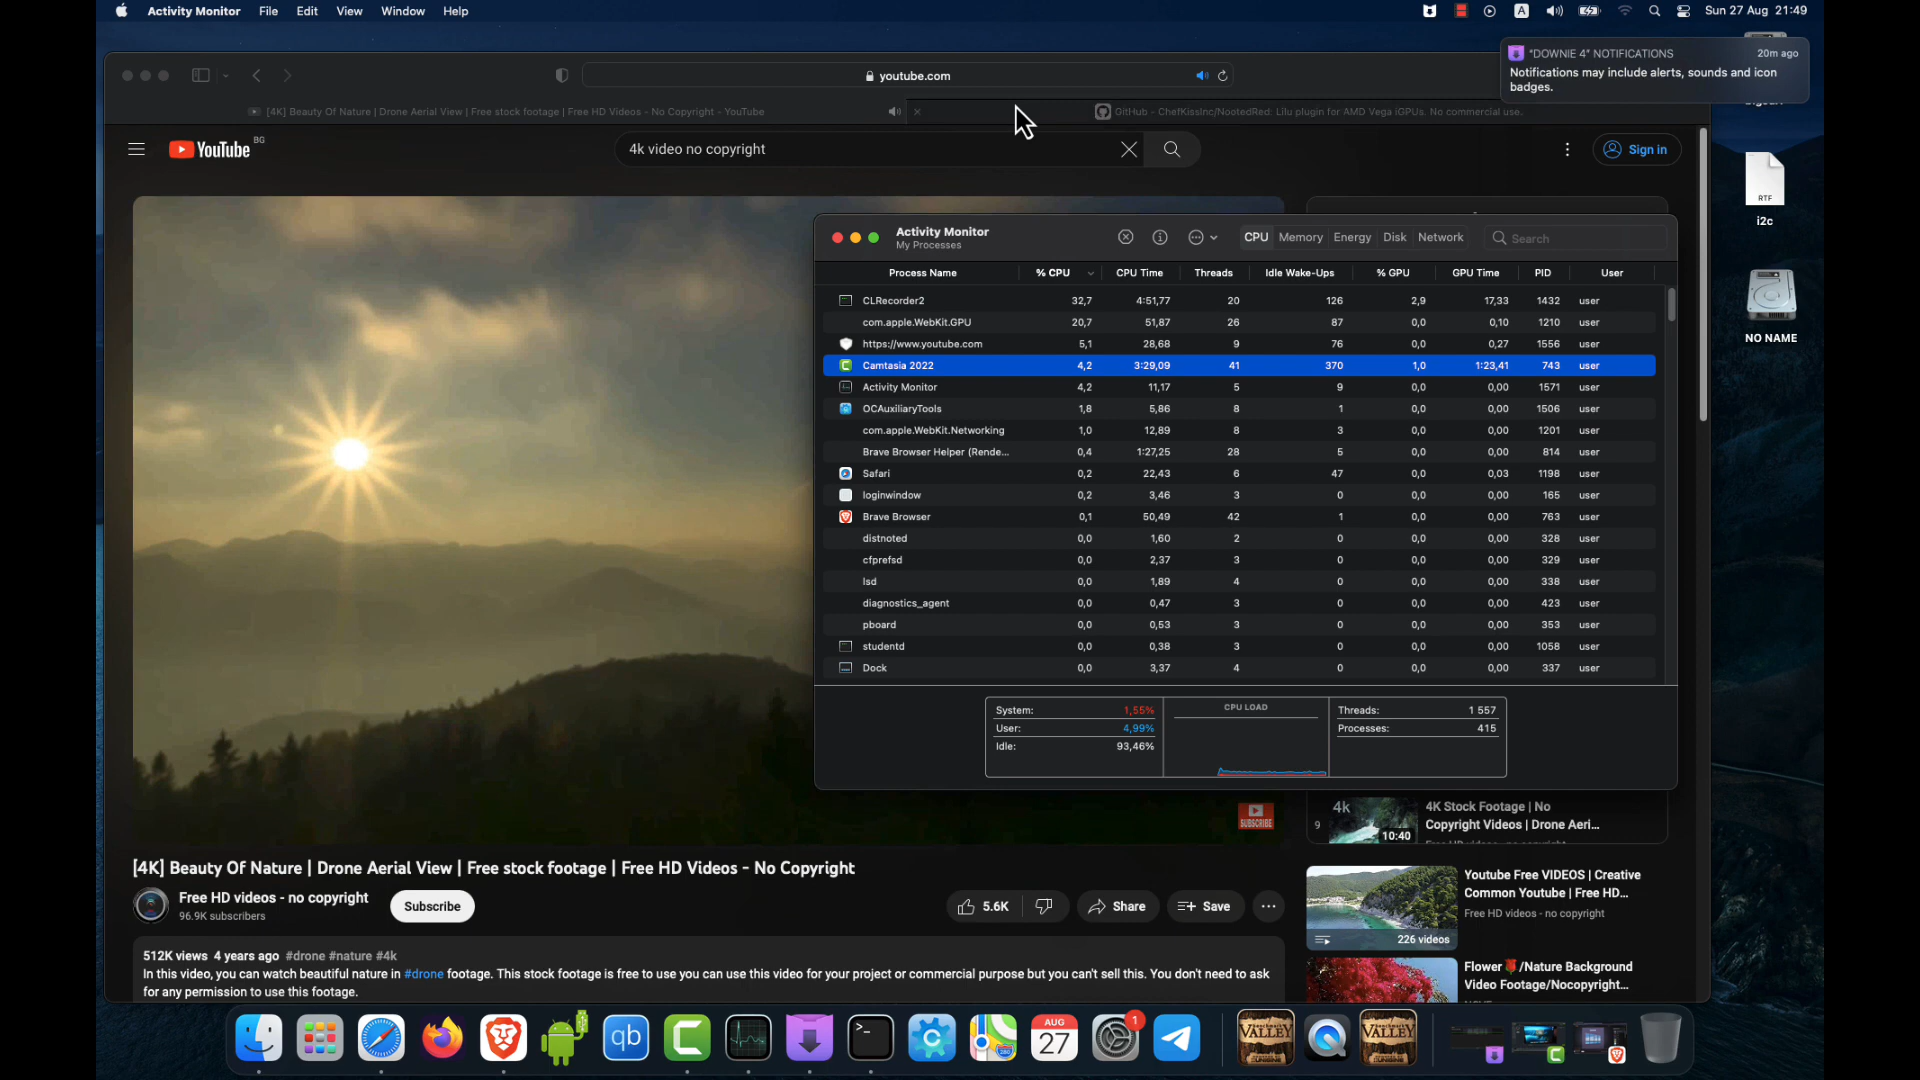 Activity Monitor File Edit View Window Help
A
Sun 27 Aug 21:49
"DOWNIE 4" NOTIFICATIONS 20m ago
Notifications may include alerts, sounds and icon
badges.
youtube.com
[4K] Beauty Of Nature | Drone Aerial View | Free stock footage | Free HD Videos - No Copyright - YouTube
GitHub - ChefKissInc/NootedRed: Lilu plugin for AMD Vega iGPUs. No commercial use.
YouTube BG
4k video no copyright
Sign in
RTF
i2c
NO NAME
Activity Monitor
My Processes
CPU Memory Energy Disk Network
Search
Process Name % CPU CPU Time Threads Idle Wake-Ups % GPU GPU Time PID User
CLRecorder2 32,7 4:51,77 20 126 2,9 17,33 1432 user
com.apple.WebKit.GPU 20,7 51,87 26 87 0,0 0,10 1210 user
https://www.youtube.com 5,1 28,68 9 76 0,0 0,27 1556 user
Camtasia 2022 4,2 3:29,09 41 370 1,0 1:23,41 743 user
Activity Monitor 4,2 11,17 5 9 0,0 0,00 1571 user
OCAuxiliaryTools 1,8 5,86 8 1 0,0 0,00 1506 user
com.apple.WebKit.Networking 1,0 12,89 8 3 0,0 0,00 1201 user
Brave Browser Helper (Rende... 0,4 1:27,25 28 5 0,0 0,00 814 user
Safari 0,2 22,43 6 47 0,0 0,03 1198 user
loginwindow 0,2 3,46 3 0 0,0 0,00 165 user
Brave Browser 0,1 50,49 42 1 0,0 0,00 763 user
distnoted 0,0 1,60 2 0 0,0 0,00 328 user
cfprefsd 0,0 2,37 3 0 0,0 0,00 329 user
lsd 0,0 1,89 4 0 0,0 0,00 338 user
diagnostics_agent 0,0 0,47 3 0 0,0 0,00 423 user
pboard 0,0 0,53 3 0 0,0 0,00 353 user
studentd 0,0 0,38 3 0 0,0 0,00 1058 user
Dock 0,0 3,37 4 0 0,0 0,00 337 user
System: 1,55% CPU LOAD Threads: 1 557
User: 4,99% Processes: 415
Idle: 93,46%
SUBSCRIBE
9
4k
10:40
4K Stock Footage | No
Copyright Videos | Drone Aeri...
[4K] Beauty Of Nature | Drone Aerial View | Free stock footage | Free HD Videos - No Copyright
Free HD videos - no copyright
96.9K subscribers
Subscribe
5.6K Share Save
Youtube Free VIDEOS | Creative
Common Youtube | Free HD...
Free HD videos - no copyright
226 videos
512K views 4 years ago #drone #nature #4k
In this video, you can watch beautiful nature in #drone footage. This stock footage is free to use you can use this video for your project or commercial purpose but you can't sell this. You don't need to ask
for any permission to use this footage.
Flower /Nature Background
Video Footage/Nocopyright...
qb
C
>_
AUG
27
1
VALLEY
VALLEY